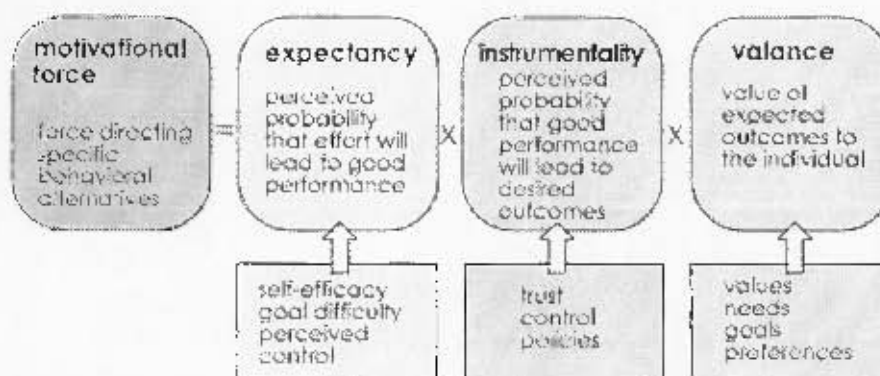 motivational
force
force directing
specific
behavioral
alternatives
=
expectancy
perceived
probability
that effort will
lead to good
performance
x
instrumentality
perceived
probability
that good
performance
will lead to
desired
outcomes
x
valance
value of
expected
outcomes to
the individual
self-efficacy
goal difficulty
perceived
control
trust
control
policies
values
needs
goals
preferences